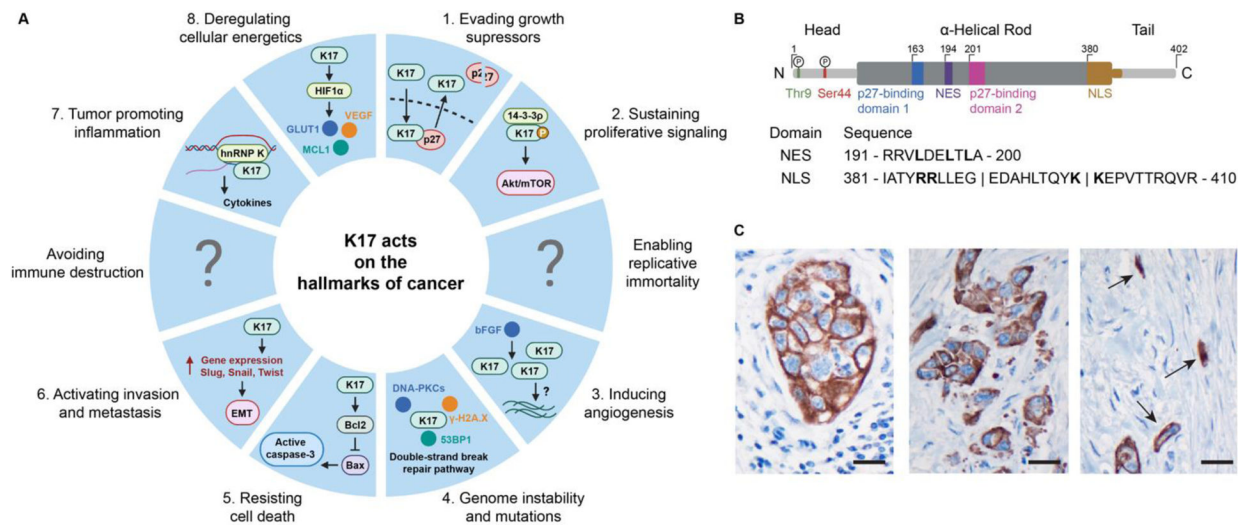 A
8. Deregulating
cellular energetics
1. Evading growth
supressors
7. Tumor promoting
inflammation
2. Sustaining
proliferative signaling
Avoiding
immune destruction
Enabling
replicative
immortality
6. Activating invasion
and metastasis
3. Inducing
angiogenesis
5. Resisting
cell death
4. Genome instability
and mutations
K17 acts
on the
hallmarks of cancer
K17
HIF1α
GLUT1
VEGF
MCL1
K17
K17
p27
K17
p27
14-3-3ρ
K17
P
Akt/mTOR
hnRNP K
K17
Cytokines
?
?
K17
Gene expression
Slug, Snail, Twist
EMT
K17
Bcl2
Bax
Active
caspase-3
DNA-PKCs
K17
γ-H2A.X
53BP1
Double-strand break
repair pathway
bFGF
K17
K17
K17
?
B
Head
α-Helical Rod
Tail
1
163
194
201
380
402
P
P
N
C
Thr9
Ser44
p27-binding
domain 1
NES
p27-binding
domain 2
NLS
Domain Sequence
NES 191 - RRVLDELTLA - 200
NLS 381 - IATYRRLLEG | EDAHLTQYK | KEPVTTRQVR - 410
C